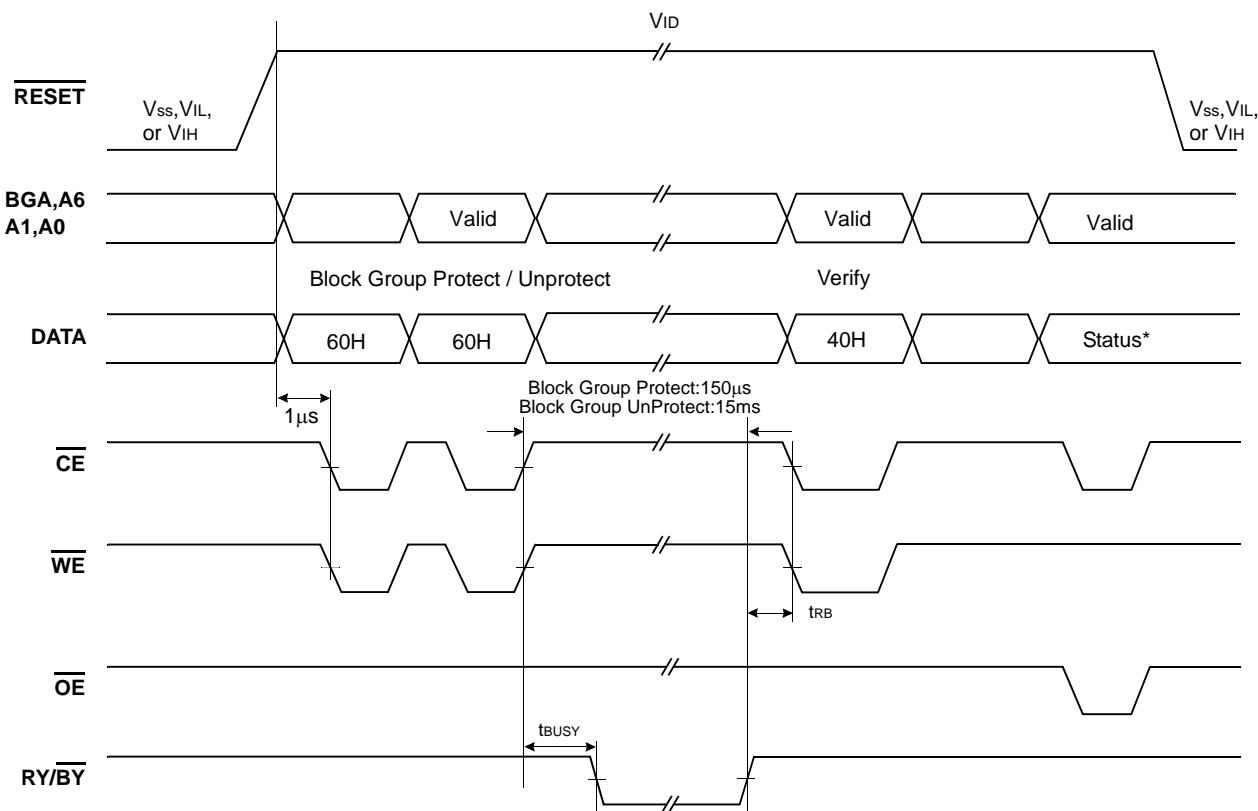 VID
RESET
Vss,VIL,
or VIH
Vss,VIL,
or VIH
BGA,A6
A1,A0
Valid
Valid
Valid
Block Group Protect / Unprotect
Verify
DATA
60H
60H
40H
Status*
Block Group Protect:150μs
Block Group UnProtect:15ms
1μs
CE
WE
tRB
OE
tBUSY
RY/BY